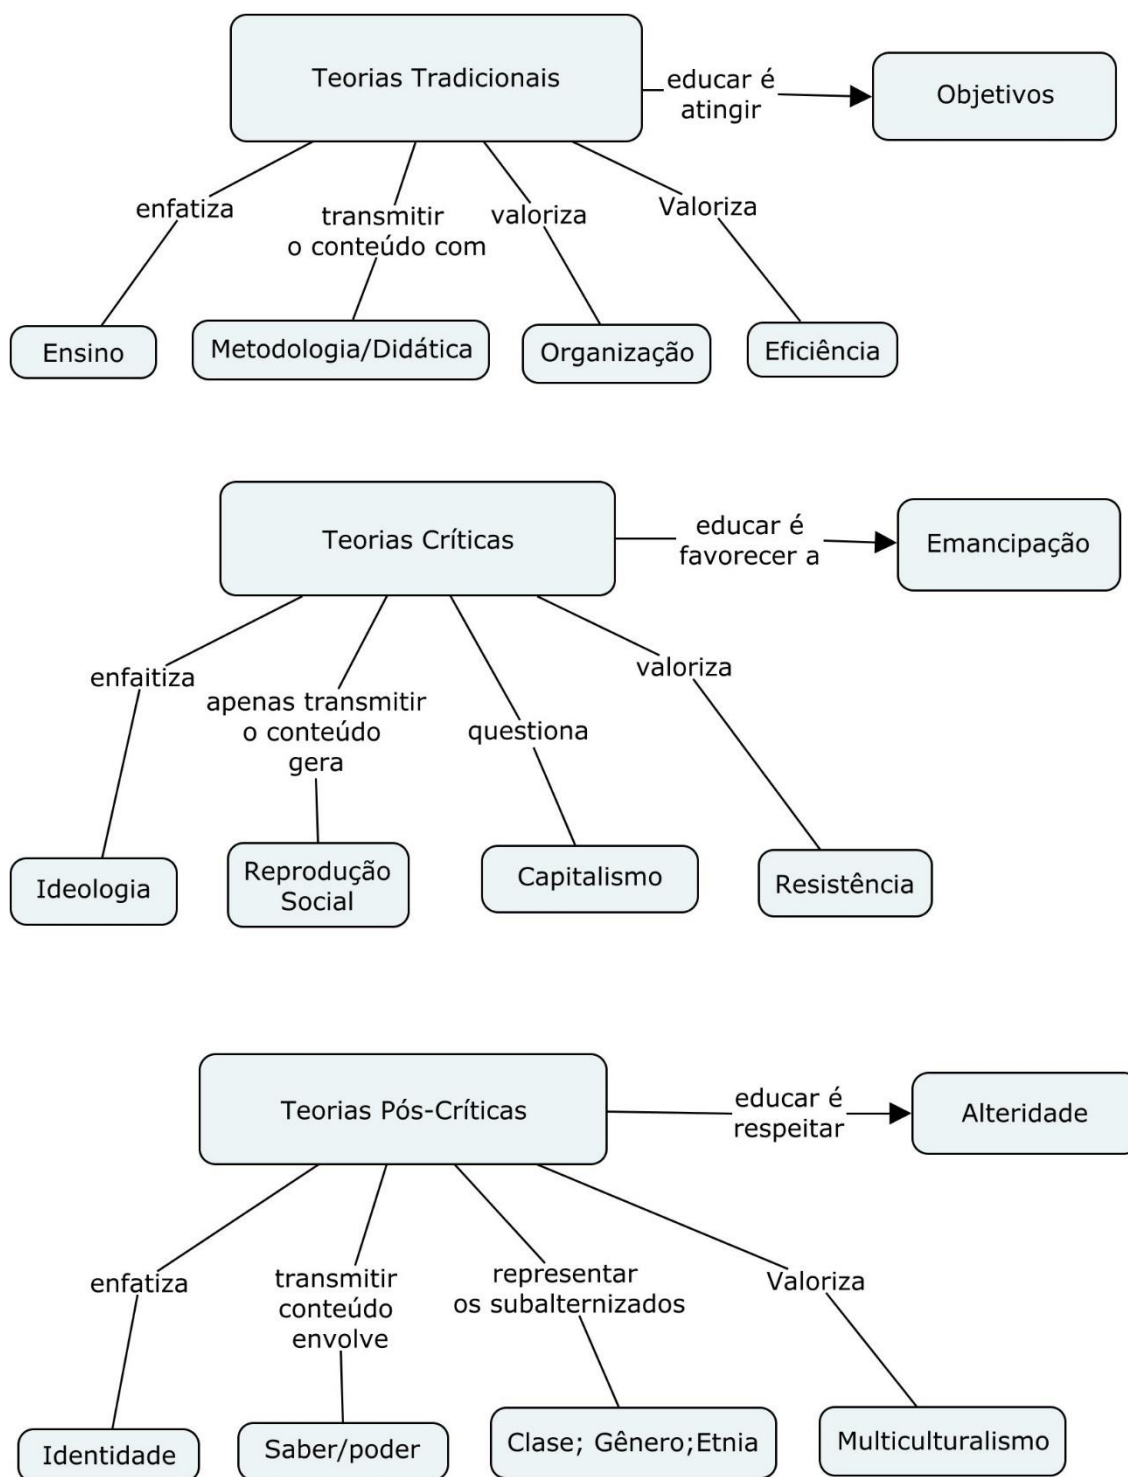 Teorias Tradicionais
educar é
atingir
Objetivos
enfatiza
transmitir
o conteúdo com
valoriza
Valoriza
Ensino
Metodologia/Didática
Organização
Eficiência
Teorias Críticas
educar é
favorecer a
Emancipação
enfaitiza
apenas transmitir
o conteúdo
gera
questiona
valoriza
Ideologia
Reprodução
Social
Capitalismo
Resistência
Teorias Pós-Críticas
educar é
respeitar
Alteridade
enfatiza
transmitir
conteúdo
envolve
representar
os subalternizados
Valoriza
Identidade
Saber/poder
Clase; Gênero;Etnia
Multiculturalismo